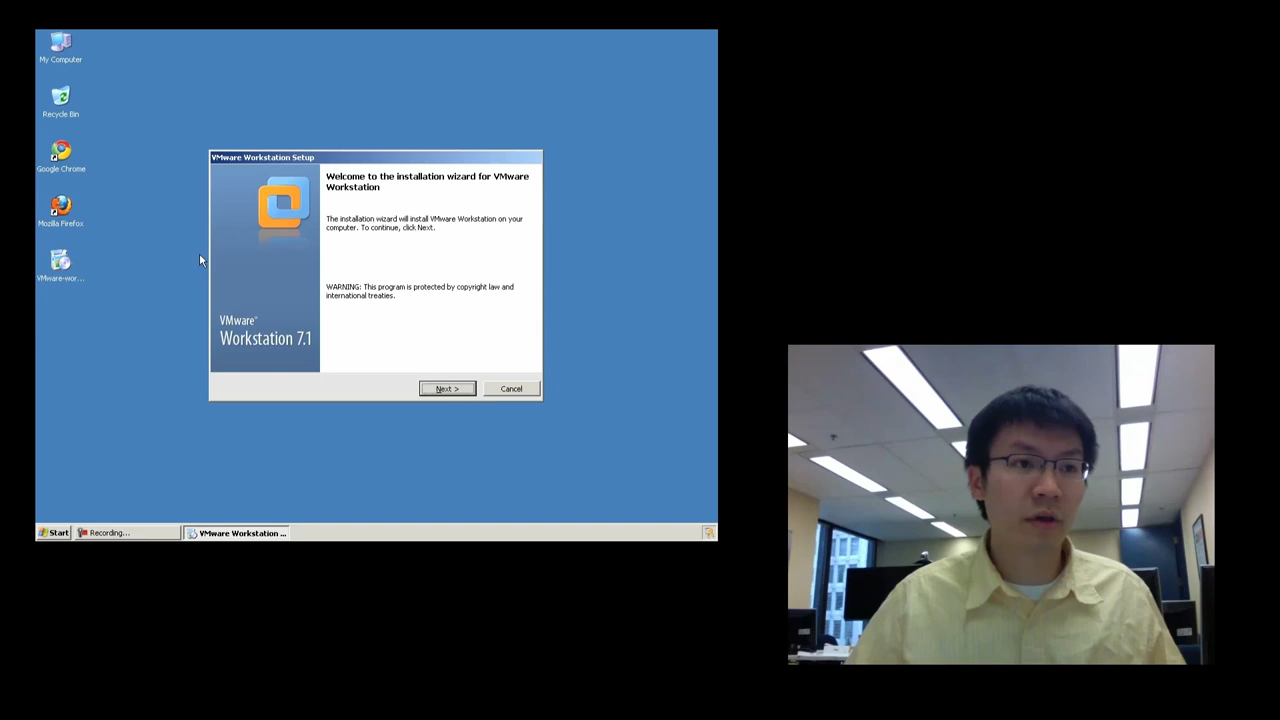 My Computer
Recycle Bin
Google Chrome
Mozilla Firefox
VMware-wor...
VMware Workstation Setup
Welcome to the installation wizard for VMware
Workstation
The installation wizard will install VMware Workstation on your
computer. To continue, click Next.
WARNING: This program is protected by copyright law and
international treaties.
VMware™
Workstation 7.1
Next >
Cancel
Start
Recording...
VMware Workstation ...